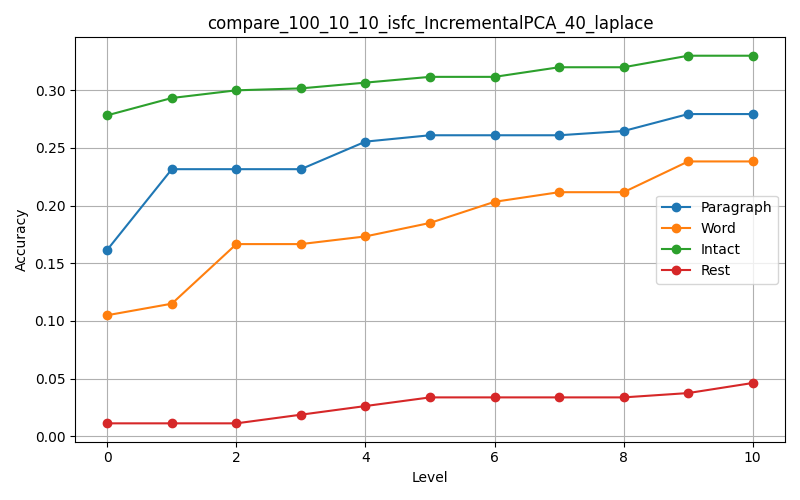 compare_100_10_10_isfc_IncrementalPCA_40_laplace
0.30
0.25
0.20
0.15
0.10
0.05
0.00
Accuracy
Paragraph
Word
Intact
Rest
0 2 4 6 8 10
Level